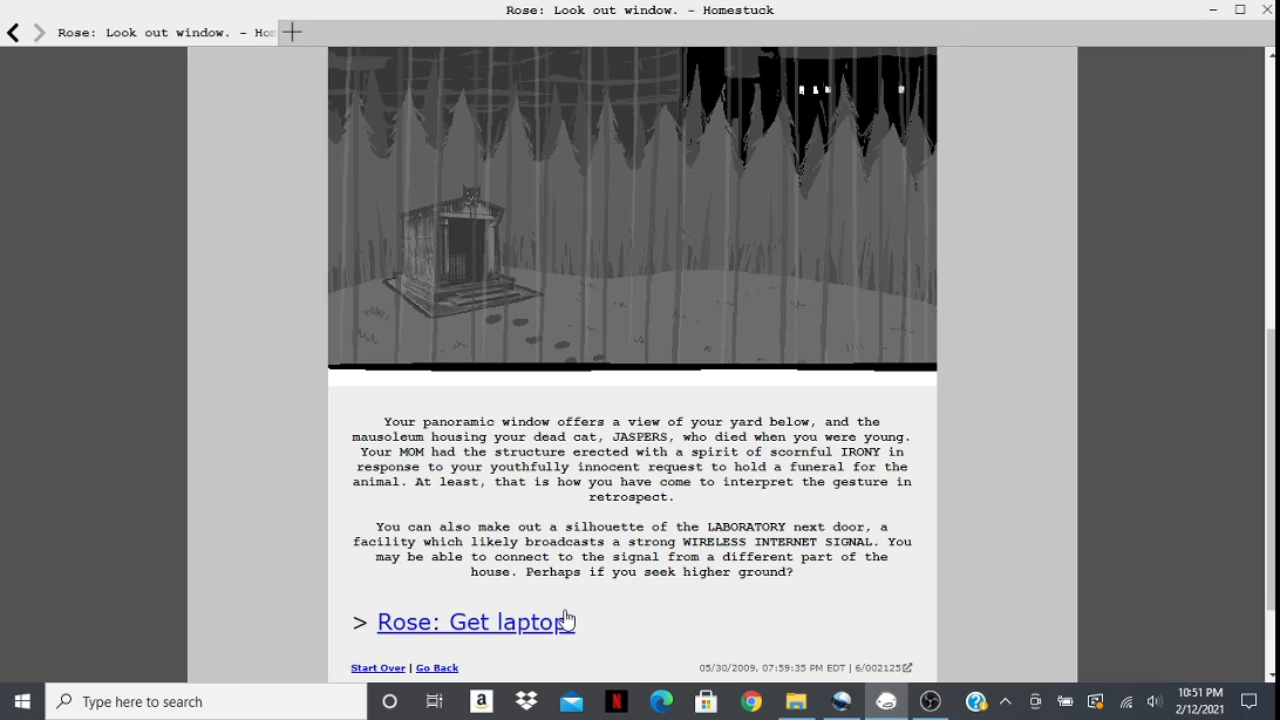 Rose: Look out window. - Homestuck
Rose: Look out window. - Hom
Your panoramic window offers a view of your yard below, and the
mausoleum housing your dead cat, JASPERS, who died when you were young.
Your MOM had the structure erected with a spirit of scornful IRONY in
response to your youthfully innocent request to hold a funeral for the
animal. At least, that is how you have come to interpret the gesture in
retrospect.
You can also make out a silhouette of the LABORATORY next door, a
facility which likely broadcasts a strong WIRELESS INTERNET SIGNAL. You
may be able to connect to the signal from a different part of the
house. Perhaps if you seek higher ground?
> Rose: Get laptop.
Start Over | Go Back
05/30/2009, 07:59:35 PM EDT | 6/002125
Type here to search
10:51 PM
2/12/2021